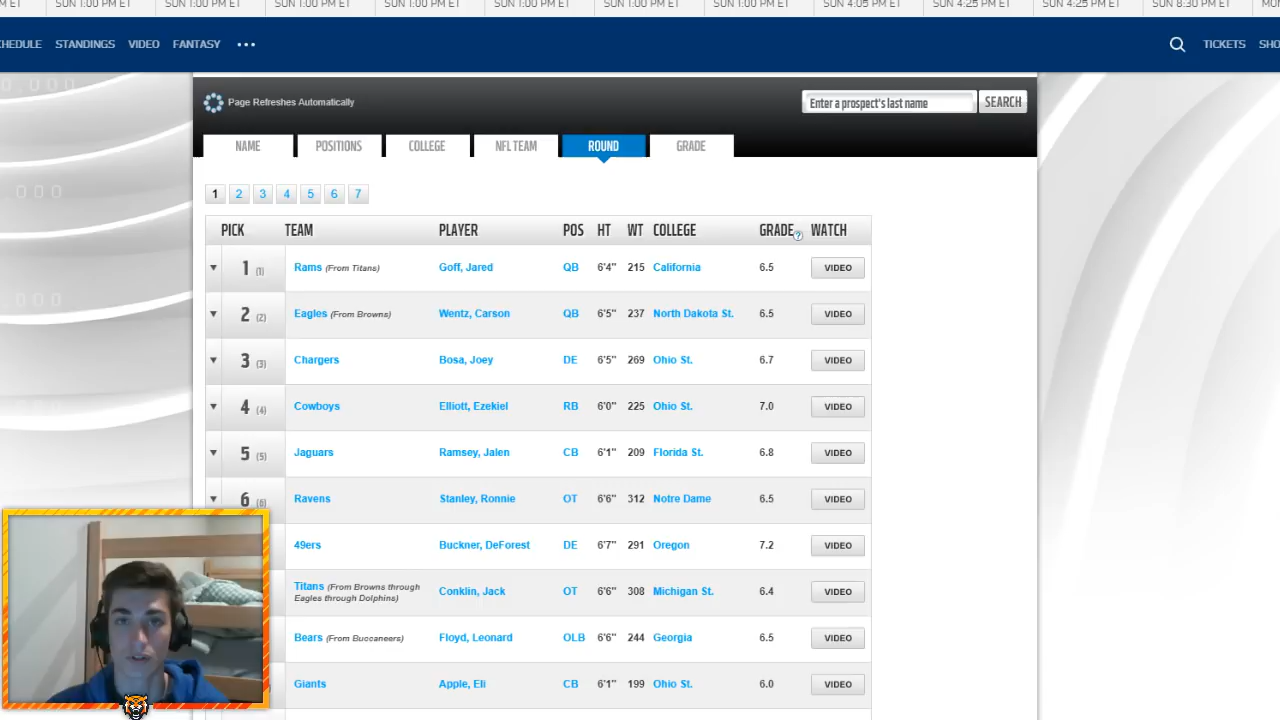 M ET SUN 1:00 PM ET SUN 1:00 PM ET SUN 1:00 PM ET SUN 1:00 PM ET SUN 1:00 PM ET SUN 1:00 PM ET SUN 1:00 PM ET SUN 4:05 PM ET SUN 4:25 PM ET SUN 4:25 PM ET SUN 8:30 PM ET MO
HEDULE STANDINGS VIDEO FANTASY ••• TICKETS SHO
Page Refreshes Automatically Enter a prospect's last name SEARCH
NAME POSITIONS COLLEGE NFL TEAM ROUND GRADE
1 2 3 4 5 6 7
PICK TEAM PLAYER POS HT WT COLLEGE GRADE ? WATCH
1 (1) Rams (From Titans) Goff, Jared QB 6'4" 215 California 6.5 VIDEO
2 (2) Eagles (From Browns) Wentz, Carson QB 6'5" 237 North Dakota St. 6.5 VIDEO
3 (3) Chargers Bosa, Joey DE 6'5" 269 Ohio St. 6.7 VIDEO
4 (4) Cowboys Elliott, Ezekiel RB 6'0" 225 Ohio St. 7.0 VIDEO
5 (5) Jaguars Ramsey, Jalen CB 6'1" 209 Florida St. 6.8 VIDEO
6 (6) Ravens Stanley, Ronnie OT 6'6" 312 Notre Dame 6.5 VIDEO
49ers Buckner, DeForest DE 6'7" 291 Oregon 7.2 VIDEO
Titans (From Browns through
Eagles through Dolphins) Conklin, Jack OT 6'6" 308 Michigan St. 6.4 VIDEO
Bears (From Buccaneers) Floyd, Leonard OLB 6'6" 244 Georgia 6.5 VIDEO
Giants Apple, Eli CB 6'1" 199 Ohio St. 6.0 VIDEO